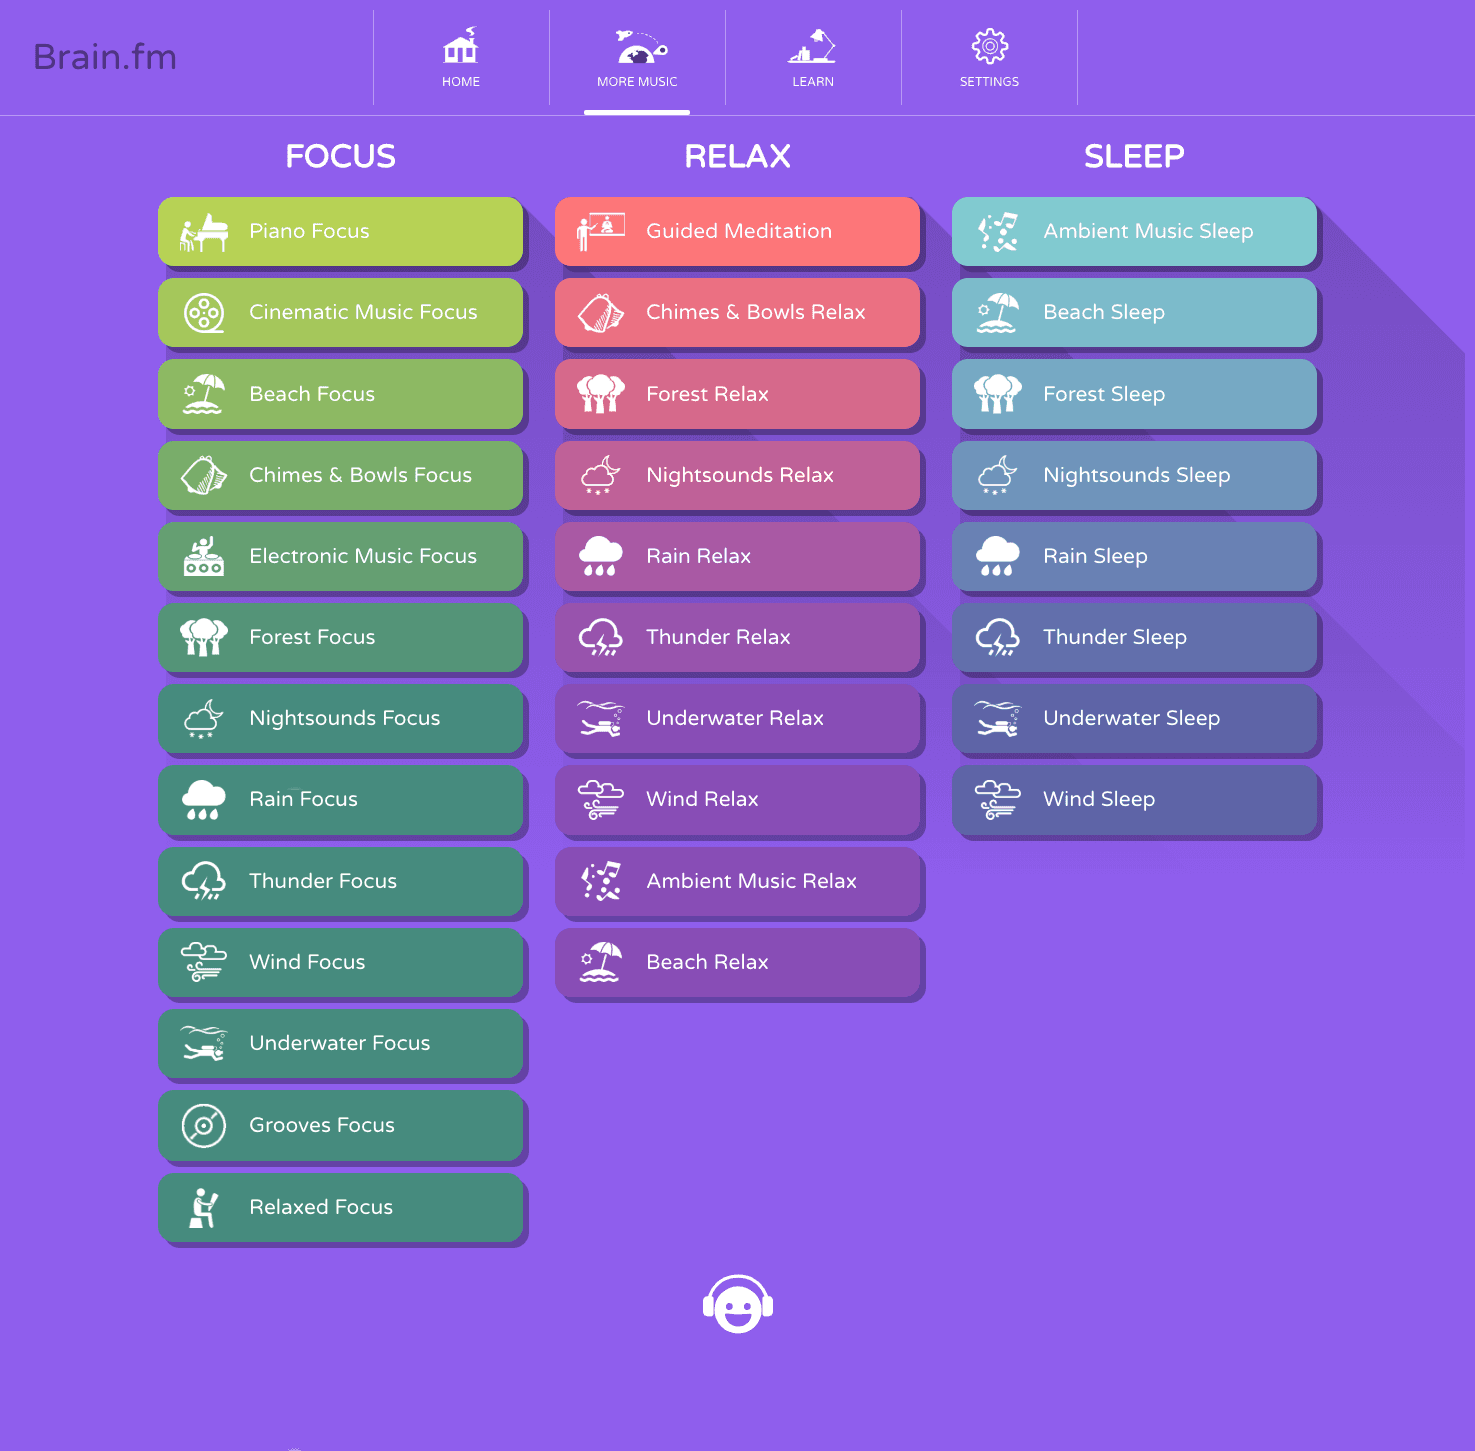 Brain.fm
HOME
MORE MUSIC
LEARN
SETTINGS
FOCUS
Piano Focus
Cinematic Music Focus
Beach Focus
Chimes & Bowls Focus
Electronic Music Focus
Forest Focus
Nightsounds Focus
Rain Focus
Thunder Focus
Wind Focus
Underwater Focus
Grooves Focus
Relaxed Focus
RELAX
Guided Meditation
Chimes & Bowls Relax
Forest Relax
Nightsounds Relax
Rain Relax
Thunder Relax
Underwater Relax
Wind Relax
Ambient Music Relax
Beach Relax
SLEEP
Ambient Music Sleep
Beach Sleep
Forest Sleep
Nightsounds Sleep
Rain Sleep
Thunder Sleep
Underwater Sleep
Wind Sleep